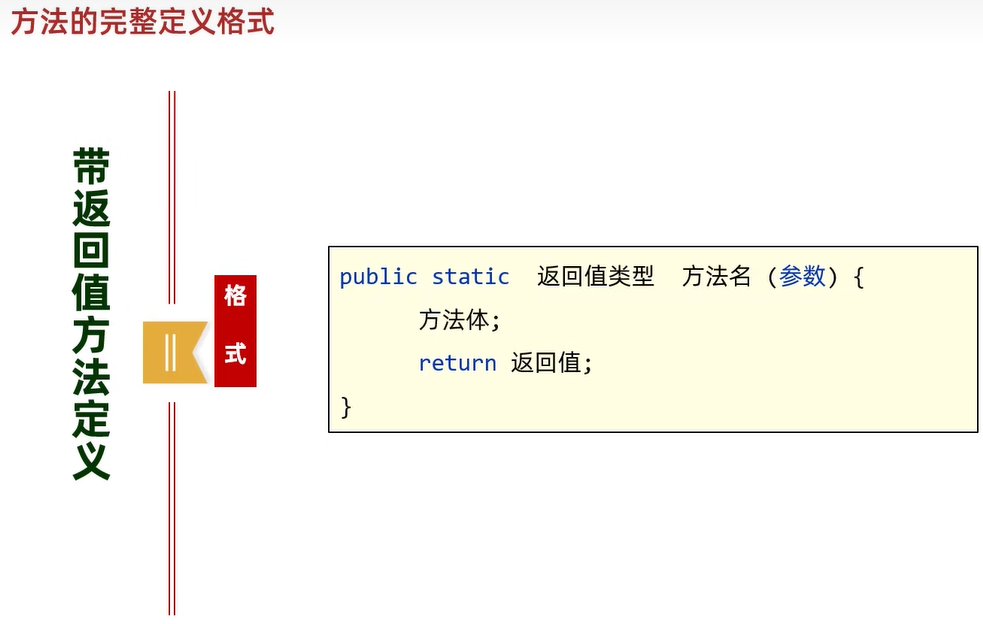 方法的完整定义格式
带返回值方法定义
格式
public static 返回值类型 方法名 (参数) {
方法体;
return 返回值;
}